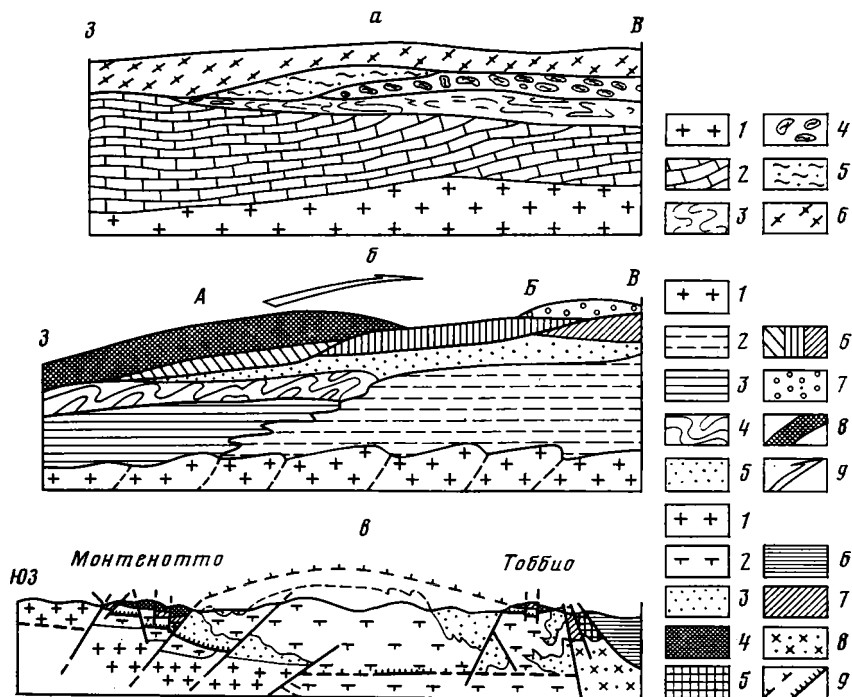 а
З В
1 4
2 5
3 6
б
З А Б В
1
2 6
3 7
4 8
5 9
в
ЮЗ Монтенотто Тоббио
1
2 6
3 7
4 8
5 9